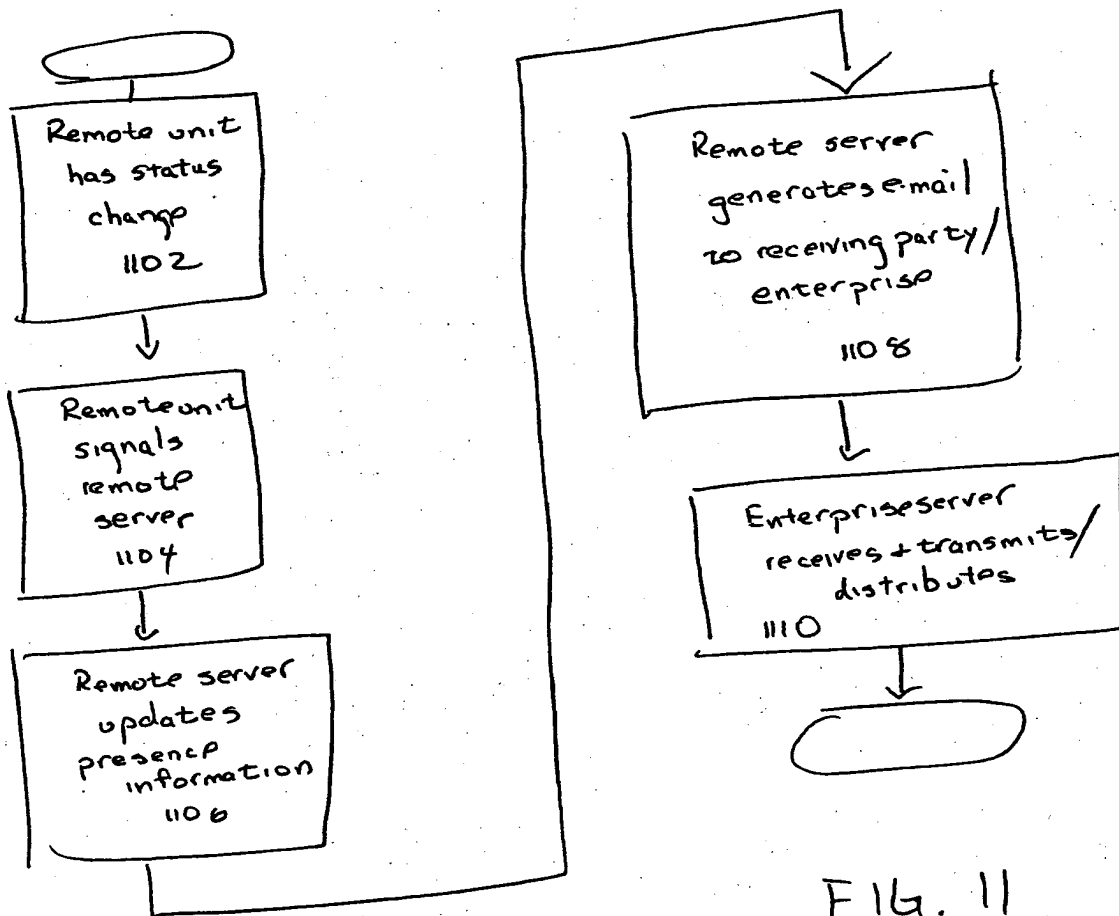 Remote unit
has status
change
1102
Remote unit
signals
remote
server
1104
Remote server
updates
presence
information
1106
Remote server
generates e-mail
to receiving party/
enterprise
1108
Enterprise server
receives + transmits/
distributes
1110
FIG. 11